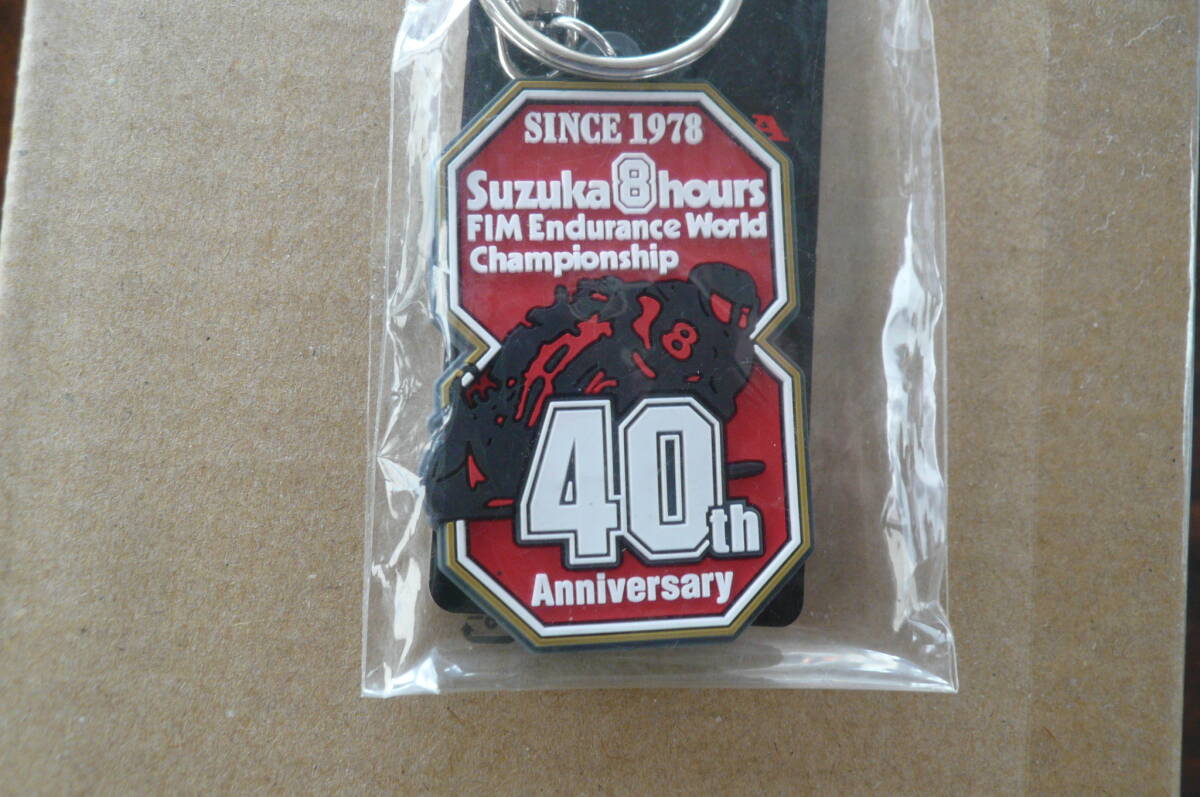 SINCE 1978
Suzuka 8 hours
FIM Endurance World
Championship
8
40th
Anniversary
A